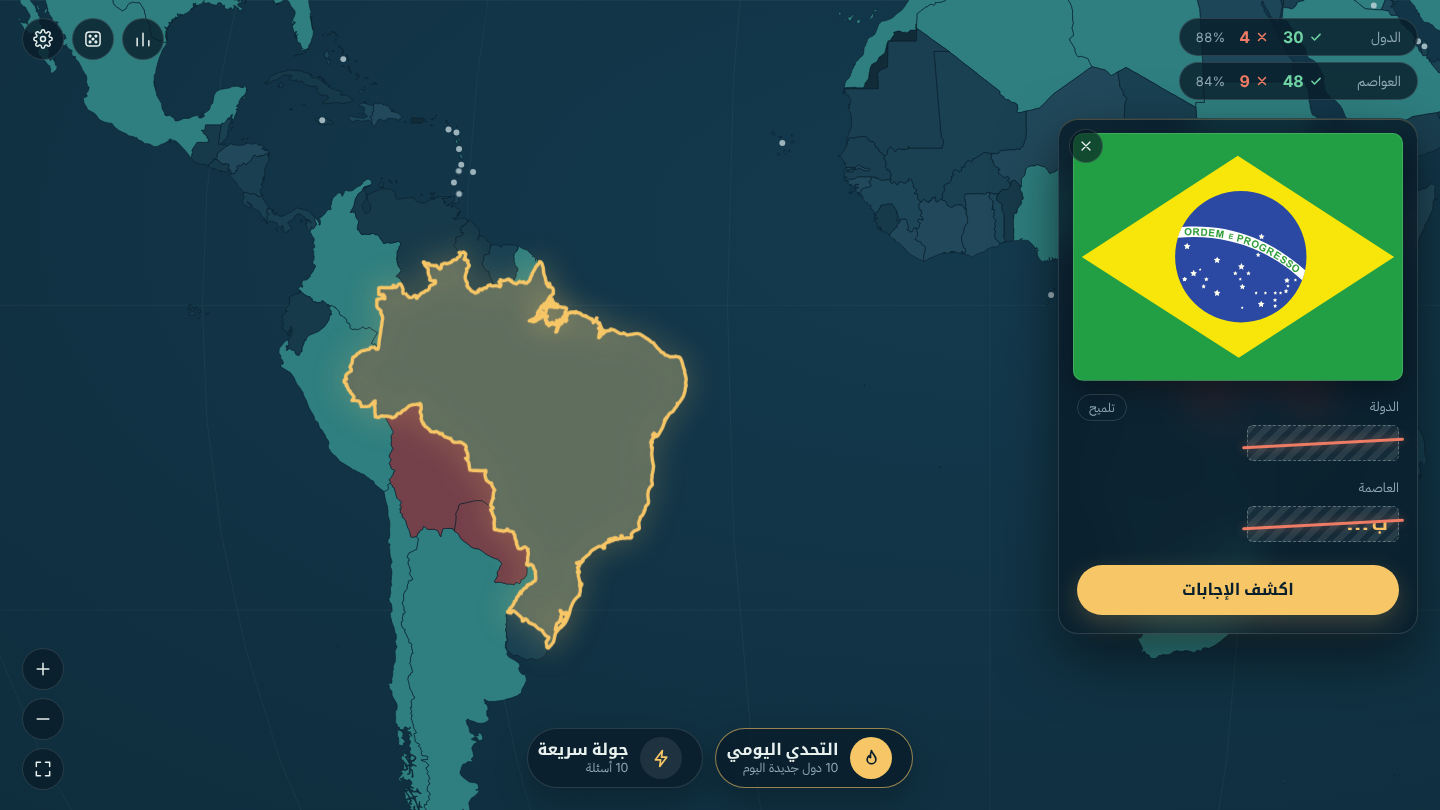 الدول 30 4 88%
العواصم 48 9 84%
ORDEM E PROGRESSO
الدولة
تلميح
العاصمة
ب ...
اكشف الإجابات
التحدي اليومي
10 دول جديدة اليوم
جولة سريعة
10 أسئلة